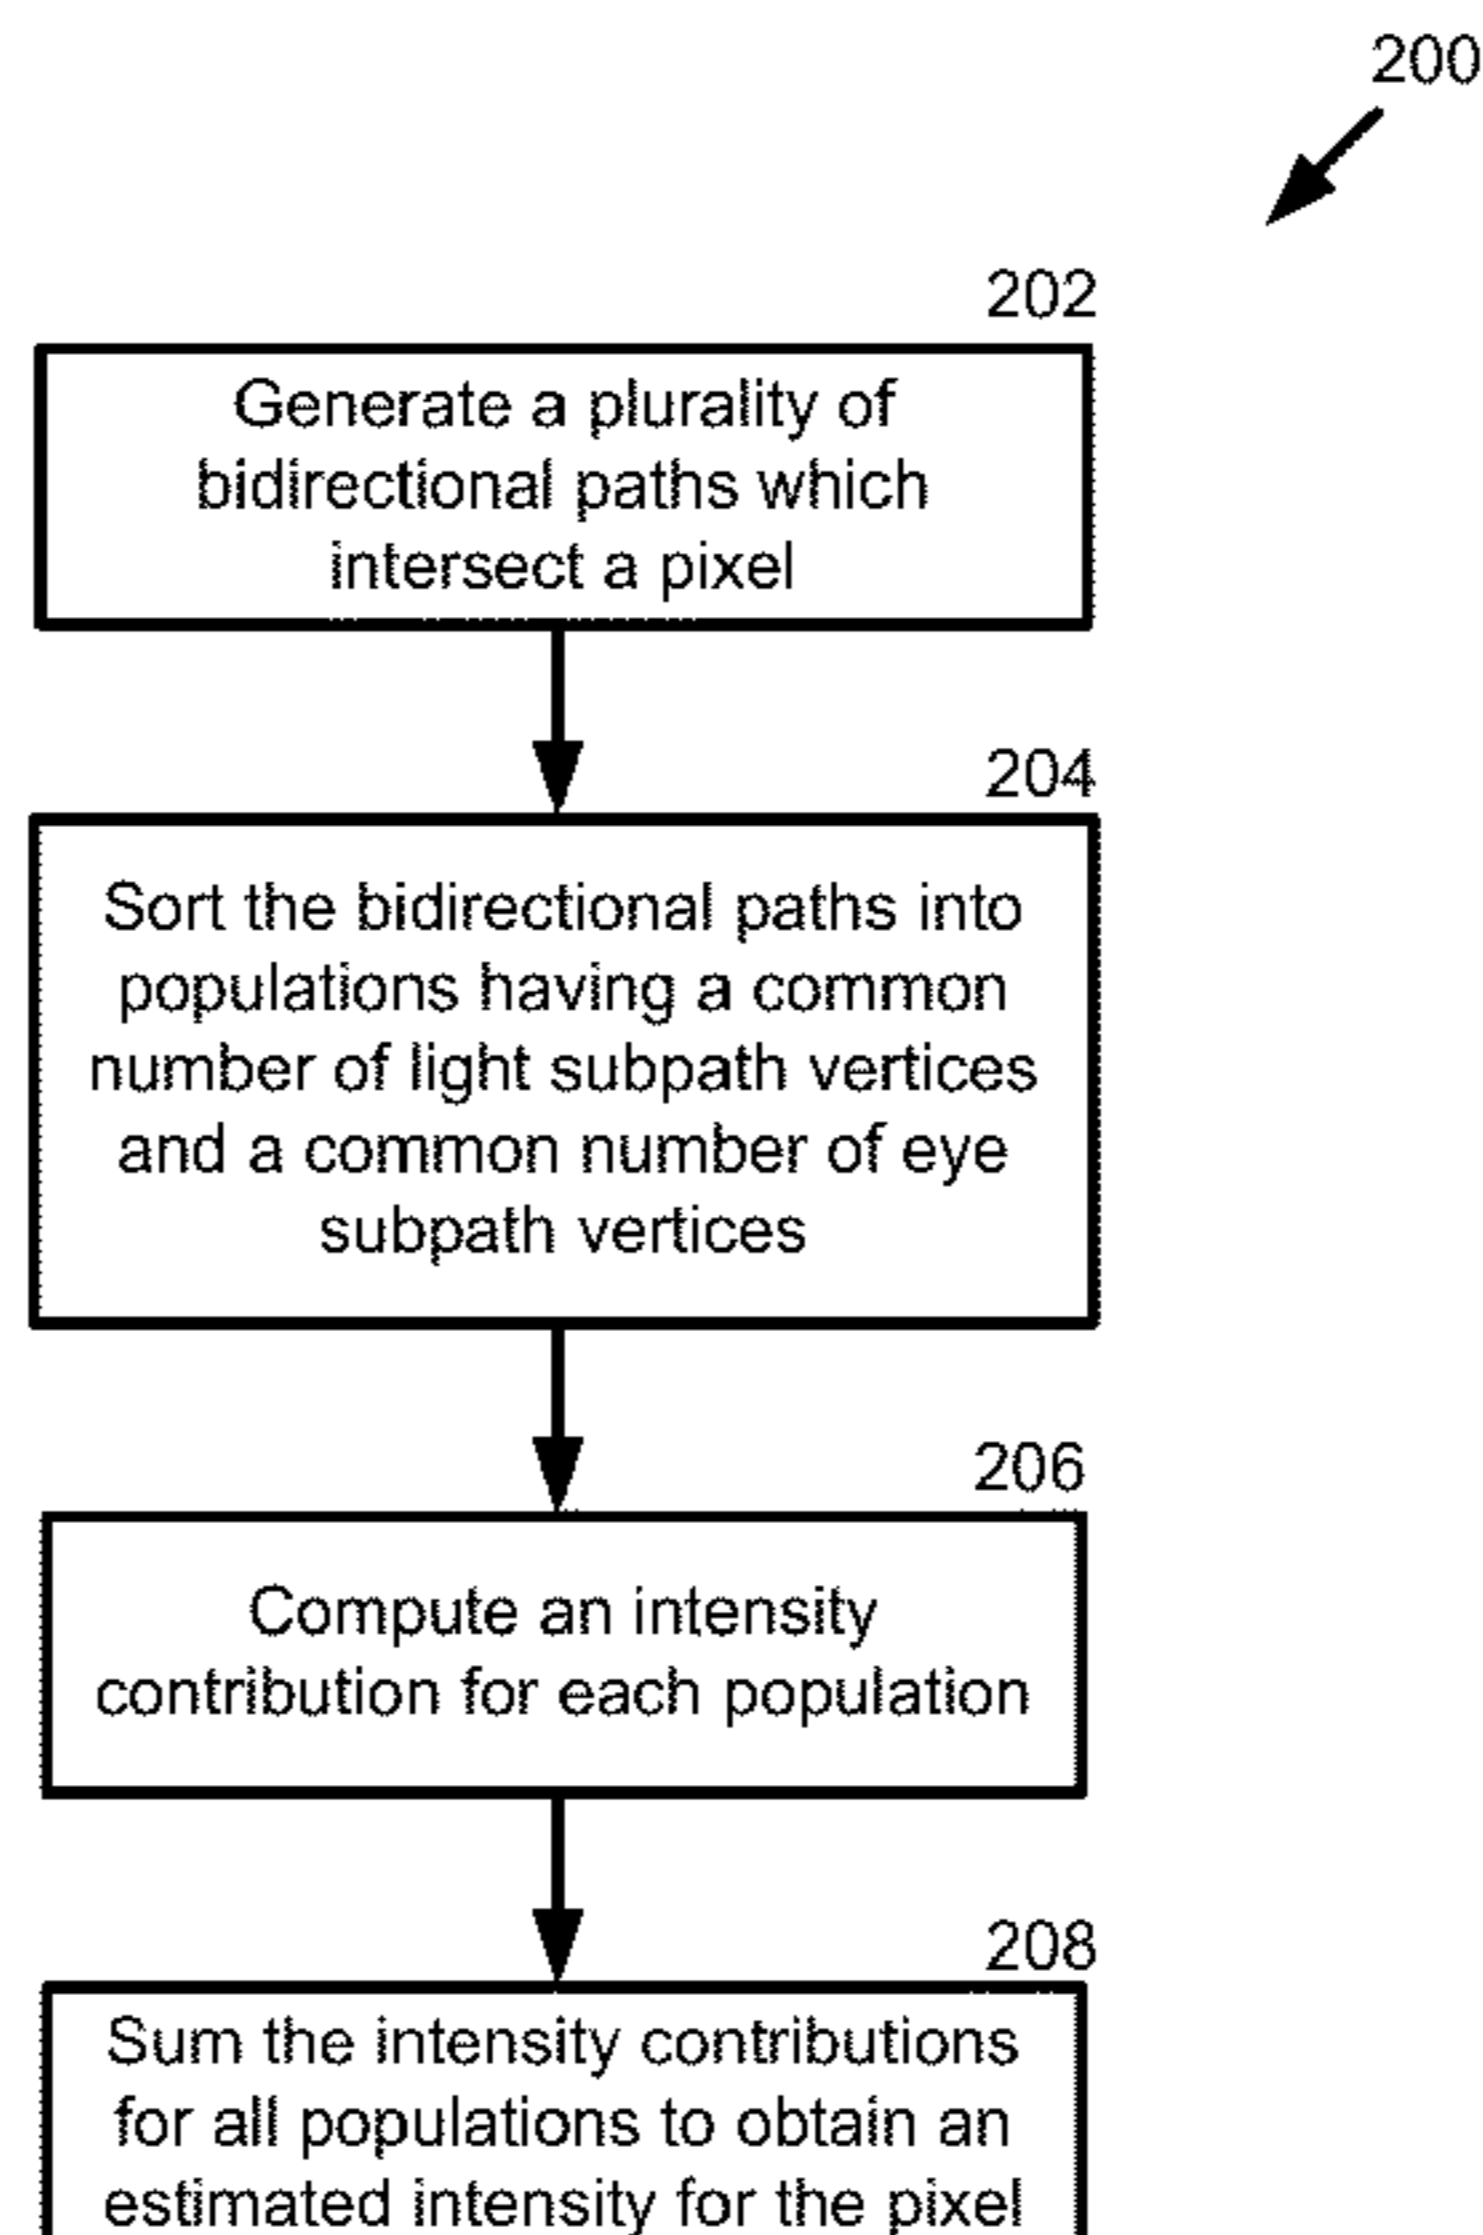 200
202
Generate a plurality of
bidirectional paths which
intersect a pixel
204
Sort the bidirectional paths into
populations having a common
number of light subpath vertices
and a common number of eye
subpath vertices
206
Compute an intensity
contribution for each population
208
Sum the intensity contributions
for all populations to obtain an
estimated intensity for the pixel